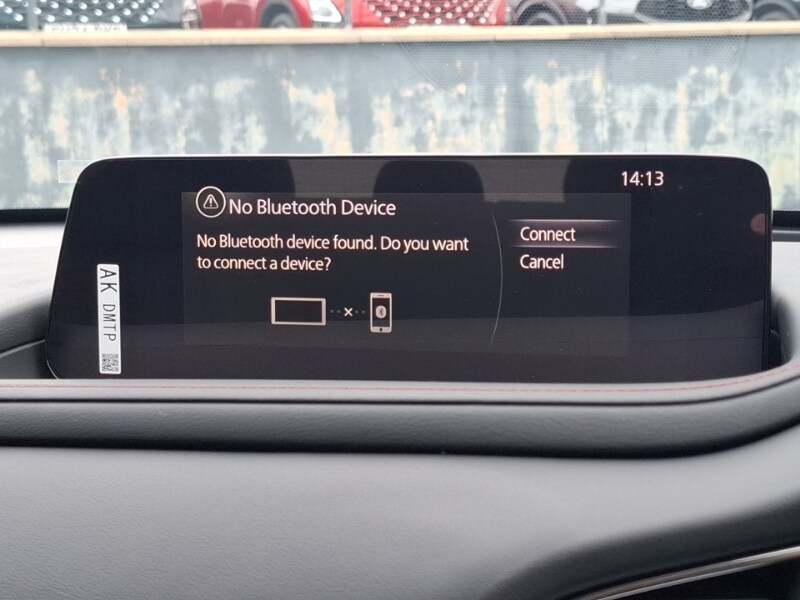 14:13
No Bluetooth Device
No Bluetooth device found. Do you want
to connect a device?
Connect
Cancel
AK DMTP